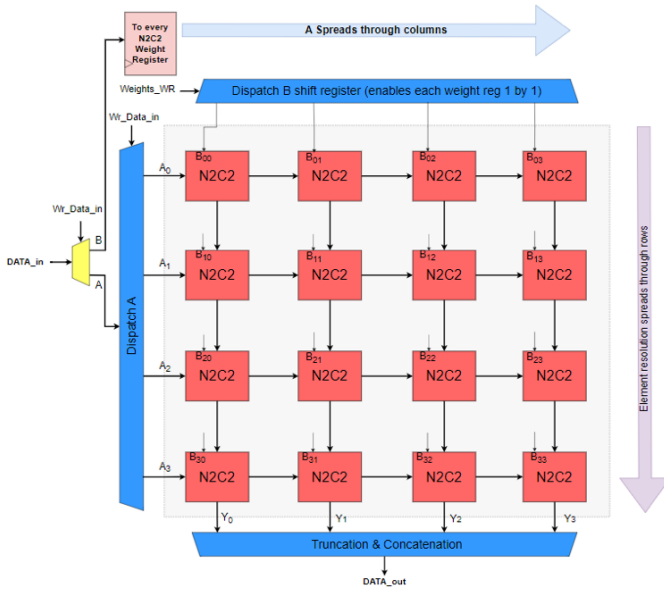 To every
N2C2
Weight
Register
A Spreads through columns
Weights_WR
Dispatch B shift register (enables each weight reg 1 by 1)
Wr_Data_in
A0
B00
N2C2
B01
N2C2
B02
N2C2
B03
N2C2
Wr_Data_in
B
DATA_in
A
Dispatch A
A1
B10
N2C2
B11
N2C2
B12
N2C2
B13
N2C2
A2
B20
N2C2
B21
N2C2
B22
N2C2
B23
N2C2
A3
B30
N2C2
B31
N2C2
B32
N2C2
B33
N2C2
Element resolution spreads through rows
Y0
Y1
Y2
Y3
Truncation & Concatenation
DATA_out